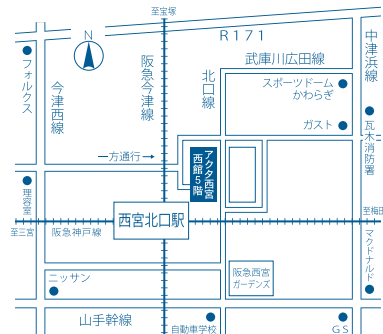 至宝塚
N
R171
フォルクス
今津西線
阪急今津線
北口線
武庫川広田線
中津浜線
スポーツドーム
かわらぎ
ガスト
瓦木消防署
一方通行
アクタ西宮
西館5階
理容室
西宮北口駅
至梅田
至三宮
阪急神戸線
マクドナルド
ニッサン
阪急西宮
ガーデンズ
山手幹線
自動車学校
GS